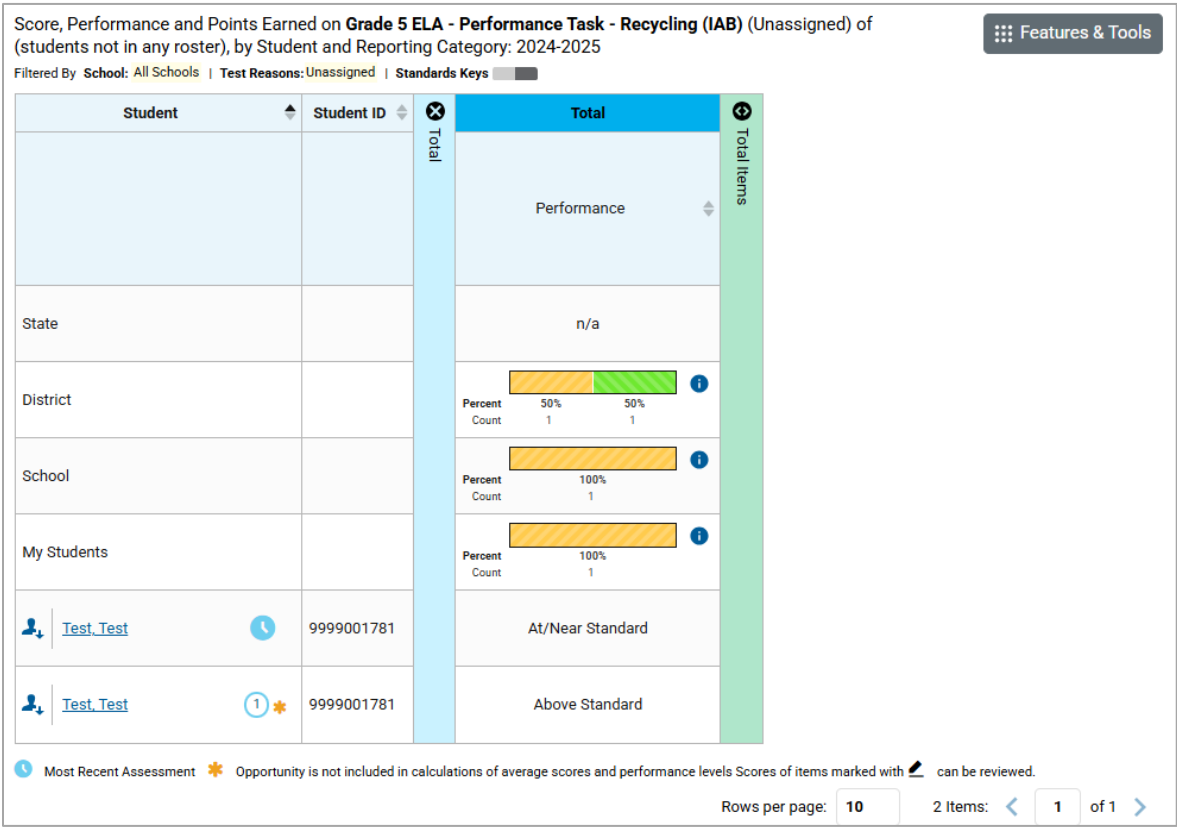 Score, Performance and Points Earned on Grade 5 ELA - Performance Task - Recycling (IAB) (Unassigned) of
(students not in any roster), by Student and Reporting Category: 2024-2025
Features & Tools
Filtered By School: All Schools | Test Reasons: Unassigned | Standards Keys
Student Student ID Total Total Total Items
Performance
State n/a
District
Percent 50% 50%
Count 1 1
School
Percent 100%
Count 1
My Students
Percent 100%
Count 1
Test, Test 9999001781 At/Near Standard
Test, Test 1 9999001781 Above Standard
Most Recent Assessment Opportunity is not included in calculations of average scores and performance levels Scores of items marked with can be reviewed.
Rows per page: 10 2 Items: 1 of 1